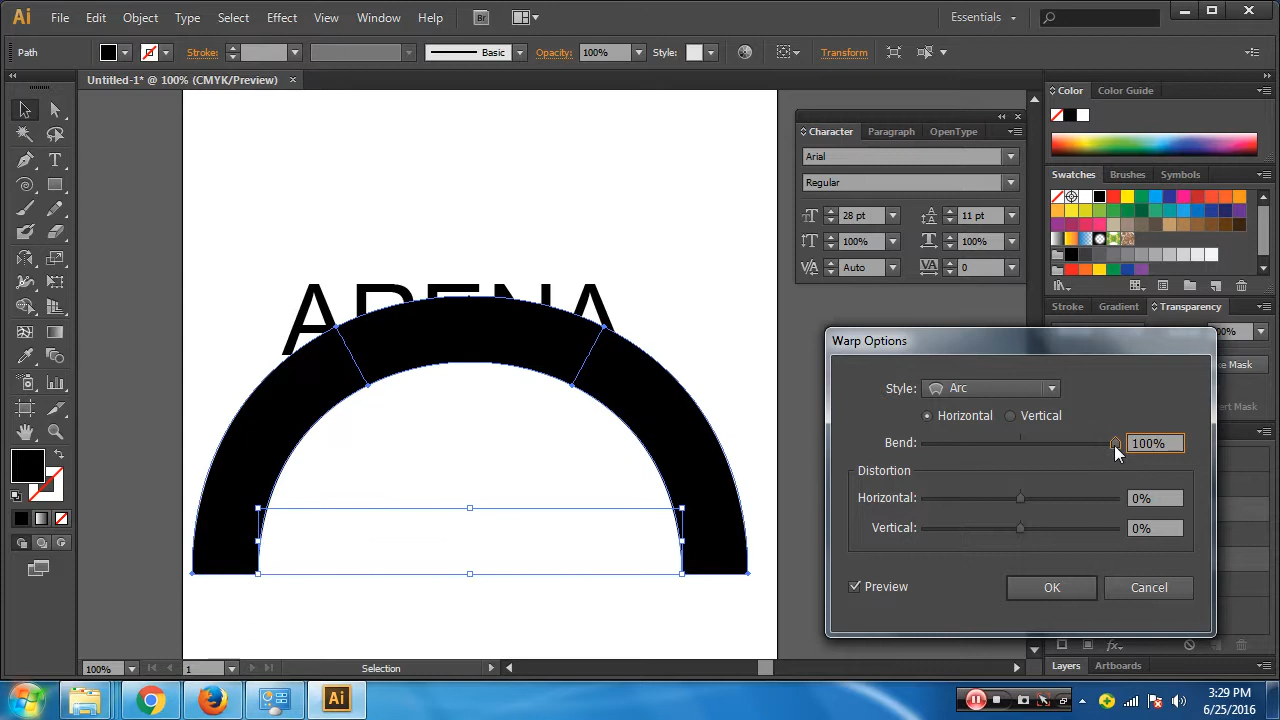 Ai File Edit Object Type Select Effect View Window Help Br Essentials
Path Stroke: Basic Opacity: 100% Style: Transform
Untitled-1* @ 100% (CMYK/Preview) ×
Color Color Guide
Character Paragraph OpenType
Arial
Regular
28 pt 11 pt
100% 100%
Auto 0
Swatches Brushes Symbols
Stroke Gradient Transparency
ARENA
Warp Options
Style: Arc
Horizontal Vertical
Bend: 100%
Distortion
Horizontal: 0%
Vertical: 0%
Preview OK Cancel
Layers Artboards
100% 1 Selection
Ai 3:29 PM
6/25/2016